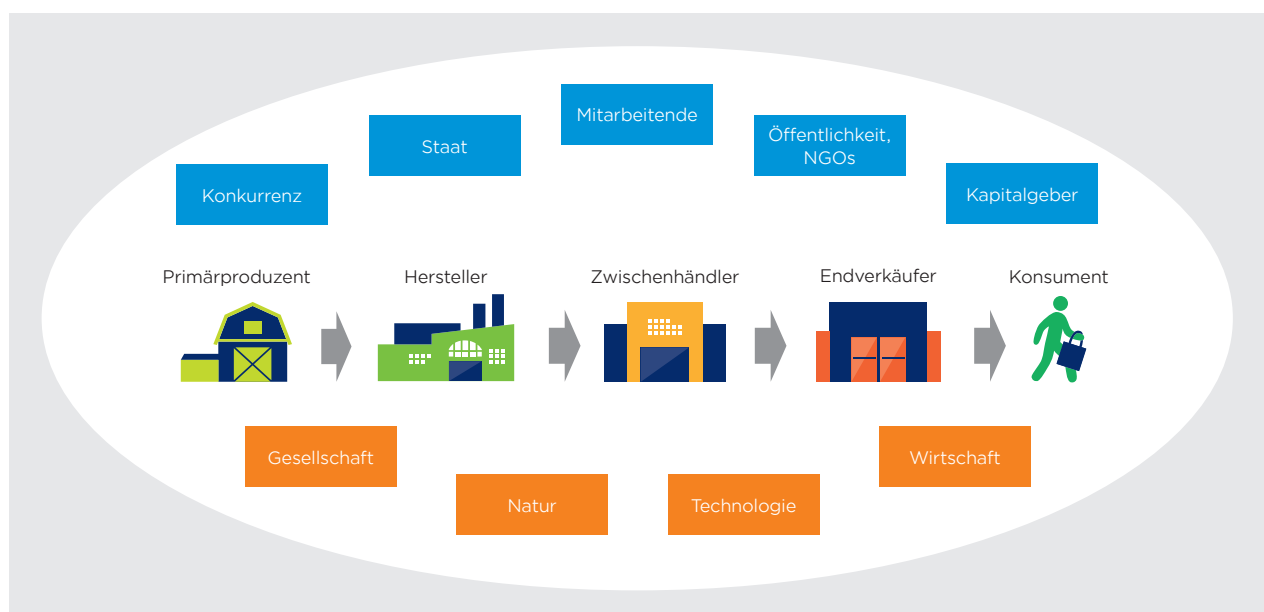 Mitarbeitende
Staat
Öffentlichkeit,
NGOs
Konkurrenz
Kapitalgeber
Primärproduzent
Hersteller
Zwischenhändler
Endverkäufer
Konsument
Gesellschaft
Wirtschaft
Natur
Technologie